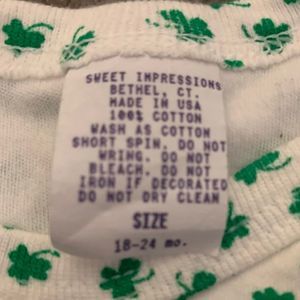 SWEET IMPRESSIONS
BETHEL, CT.
MADE IN USA
100% COTTON
WASH AS COTTON
SHORT SPIN. DO NOT
WRING. DO NOT
BLEACH. DO NOT
IRON IF DECORATED
DO NOT DRY CLEAN
SIZE
18-24 mo.